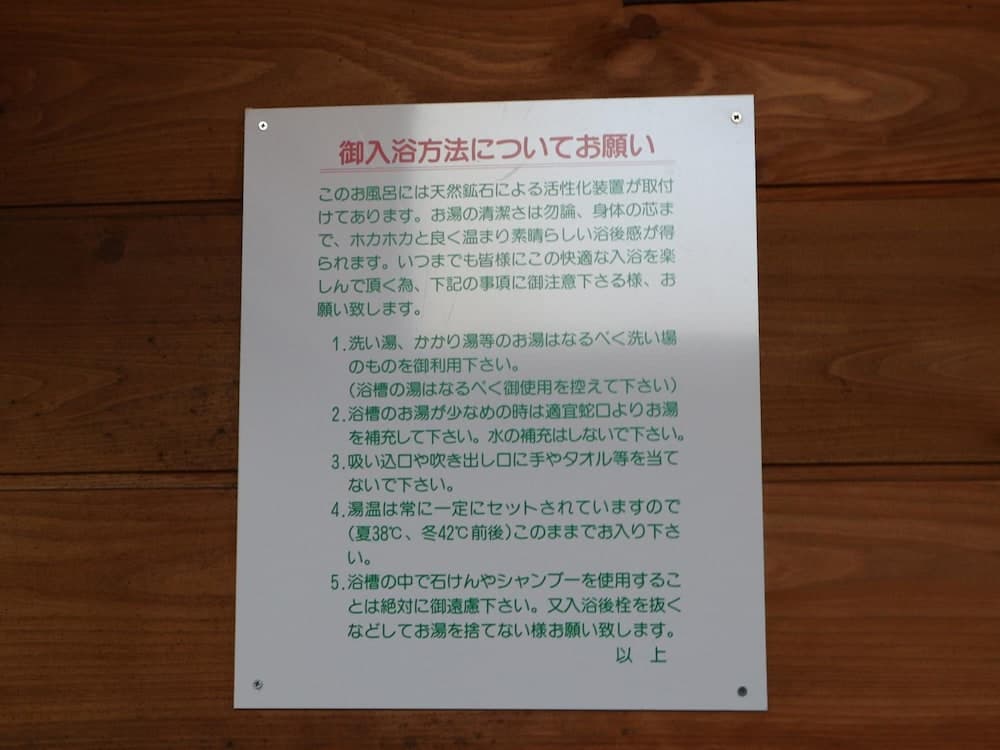 御入浴方法についてお願い
このお風呂には天然鉱石による活性化装置が取付
けてあります。お湯の清潔さは勿論、身体の芯ま
で、ホカホカと良く温まり素晴らしい浴後感が得
られます。いつまでも皆様にこの快適な入浴を楽
しんで頂く為、下記の事項に御注意下さる様、お
願い致します。
1.洗い湯、かかり湯等のお湯はなるべく洗い場
のものを御利用下さい。
(浴槽の湯はなるべく御使用を控えて下さい)
2.浴槽のお湯が少なめの時は適宜蛇口よりお湯
を補充して下さい。水の補充はしないで下さい。
3.吸い込口や吹き出し口に手やタオル等を当て
ないで下さい。
4.湯温は常に一定にセットされていますので
(夏38℃、冬42℃前後)このままでお入り下さ
い。
5.浴槽の中で石けんやシャンプーを使用するこ
とは絶対に御遠慮下さい。又入浴後栓を抜く
などしてお湯を捨てない様お願い致します。
以 上